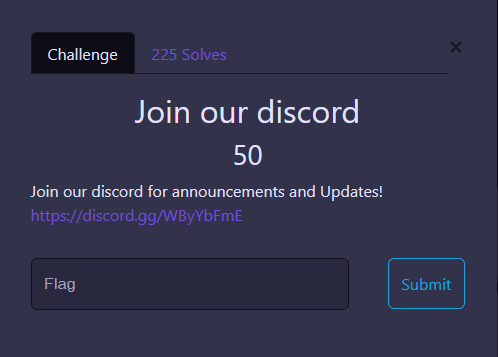 Challenge
225 Solves
×
Join our discord
50
Join our discord for announcements and Updates!
https://discord.gg/WByYbFmE
Flag
Submit